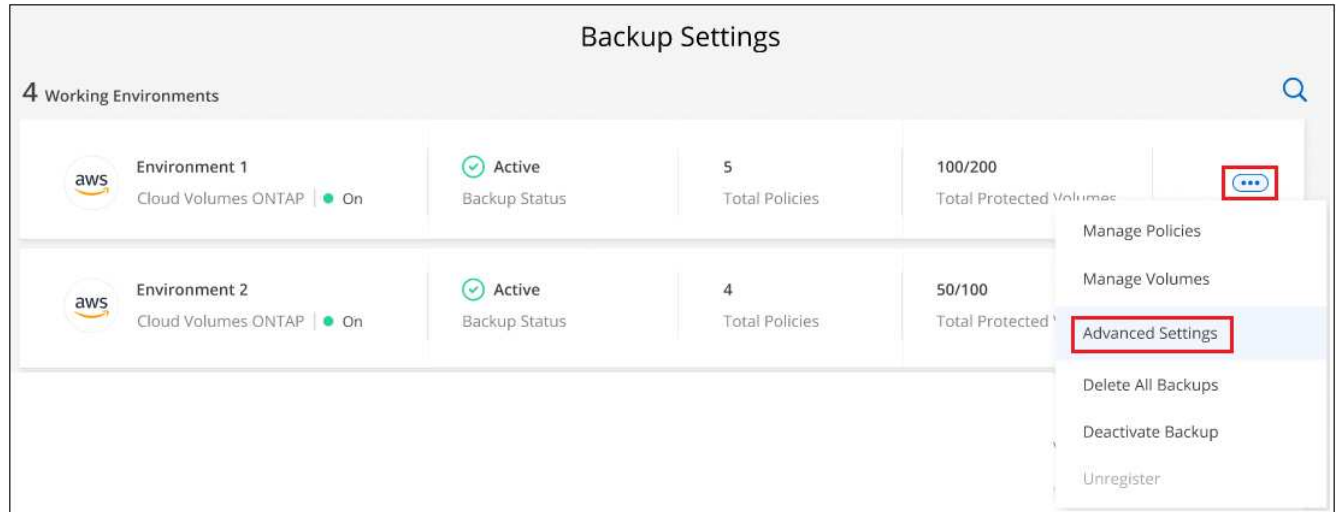 Backup Settings
4 Working Environments
aws
Environment 1
Cloud Volumes ONTAP | On
Active
Backup Status
5
Total Policies
100/200
Total Protected Volumes
Manage Policies
Manage Volumes
Advanced Settings
Delete All Backups
Deactivate Backup
Unregister
aws
Environment 2
Cloud Volumes ONTAP | On
Active
Backup Status
4
Total Policies
50/100
Total Protected